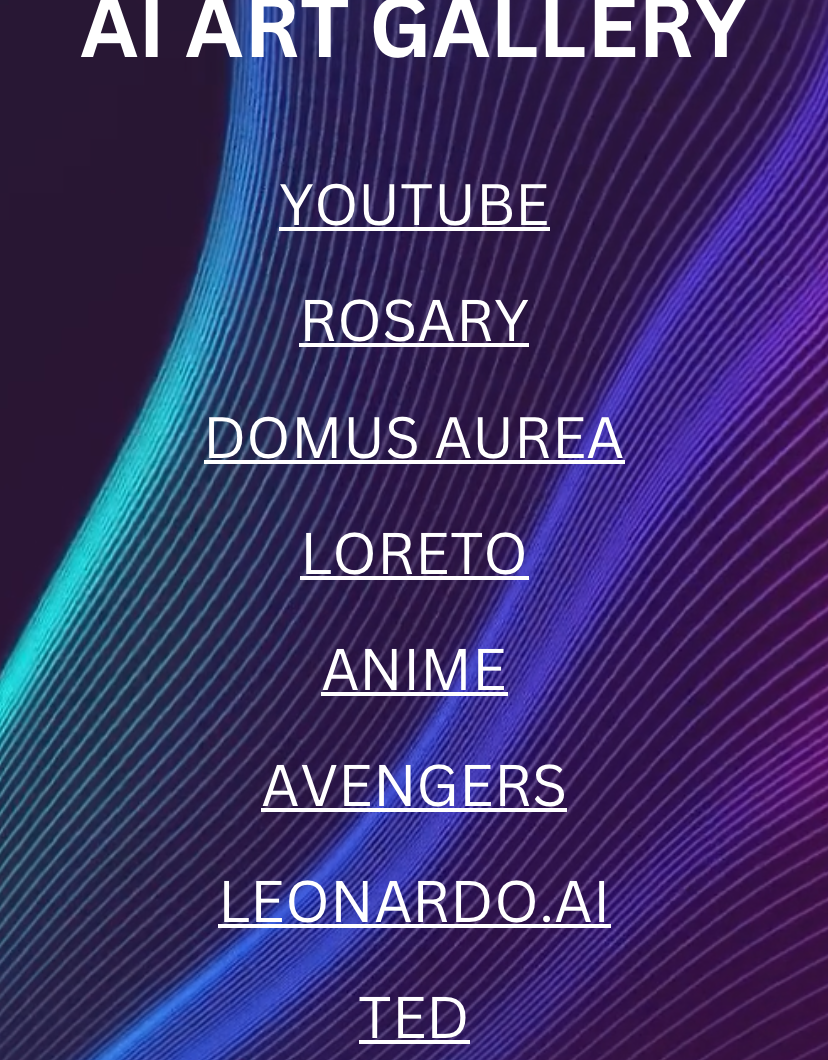 AI ART GALLERY
YOUTUBE
ROSARY
DOMUS AUREA
LORETO
ANIME
AVENGERS
LEONARDO.AI
TED